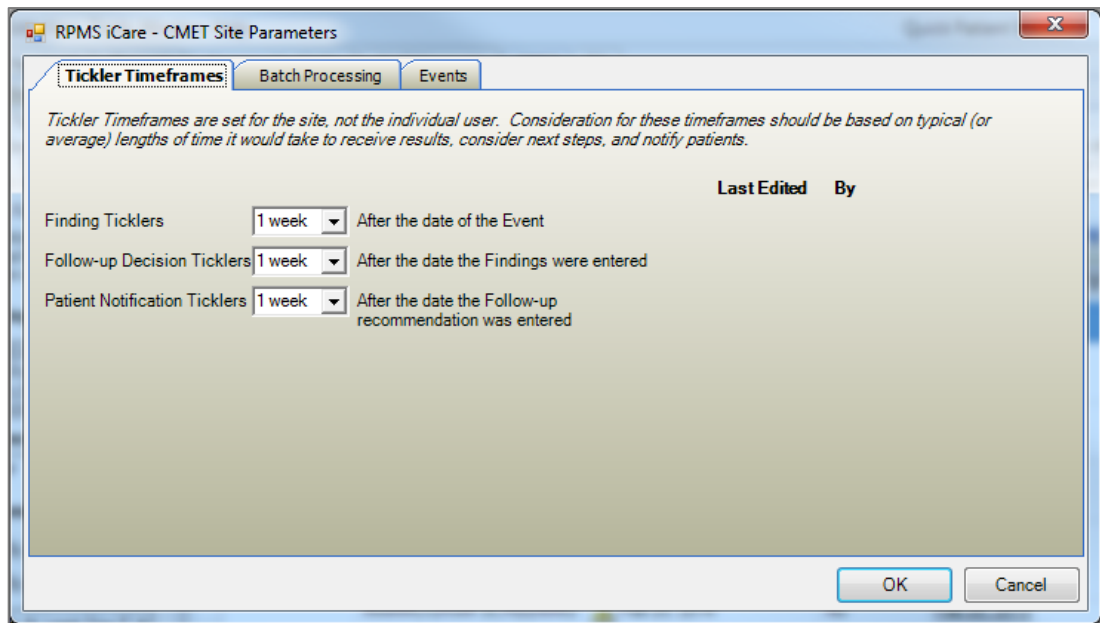 RPMS iCare - CMET Site Parameters
Tickler Timeframes Batch Processing Events
Tickler Timeframes are set for the site, not the individual user. Consideration for these timeframes should be based on typical (or
average) lengths of time it would take to receive results, consider next steps, and notify patients.
Last Edited By
Finding Ticklers 1 week After the date of the Event
Follow-up Decision Ticklers 1 week After the date the Findings were entered
Patient Notification Ticklers 1 week After the date the Follow-up
recommendation was entered
OK Cancel